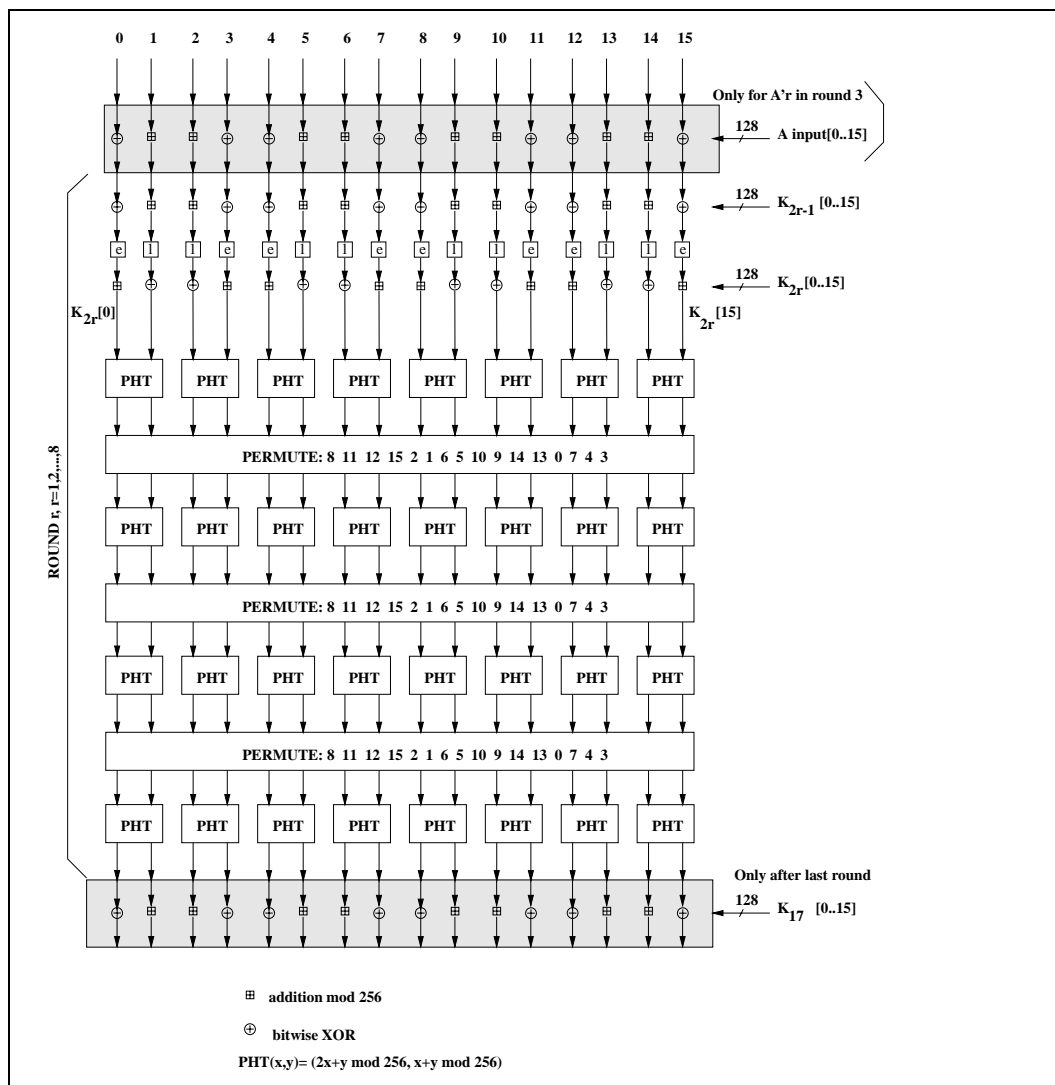 0 1 2 3 4 5 6 7 8 9 10 11 12 13 14 15
Only for A'r in round 3
128 A input[0..15]
128 K2r-1 [0..15]
e l l e e l l e e l l e e l l e
128 K2r [0..15]
K2r[0] K2r[15]
PHT PHT PHT PHT PHT PHT PHT PHT
PERMUTE: 8 11 12 15 2 1 6 5 10 9 14 13 0 7 4 3
PHT PHT PHT PHT PHT PHT PHT PHT
ROUND r, r=1,2,...,8
PERMUTE: 8 11 12 15 2 1 6 5 10 9 14 13 0 7 4 3
PHT PHT PHT PHT PHT PHT PHT PHT
PERMUTE: 8 11 12 15 2 1 6 5 10 9 14 13 0 7 4 3
PHT PHT PHT PHT PHT PHT PHT PHT
Only after last round
128 K17 [0..15]
⊞ addition mod 256
⊕ bitwise XOR
PHT(x,y)= (2x+y mod 256, x+y mod 256)